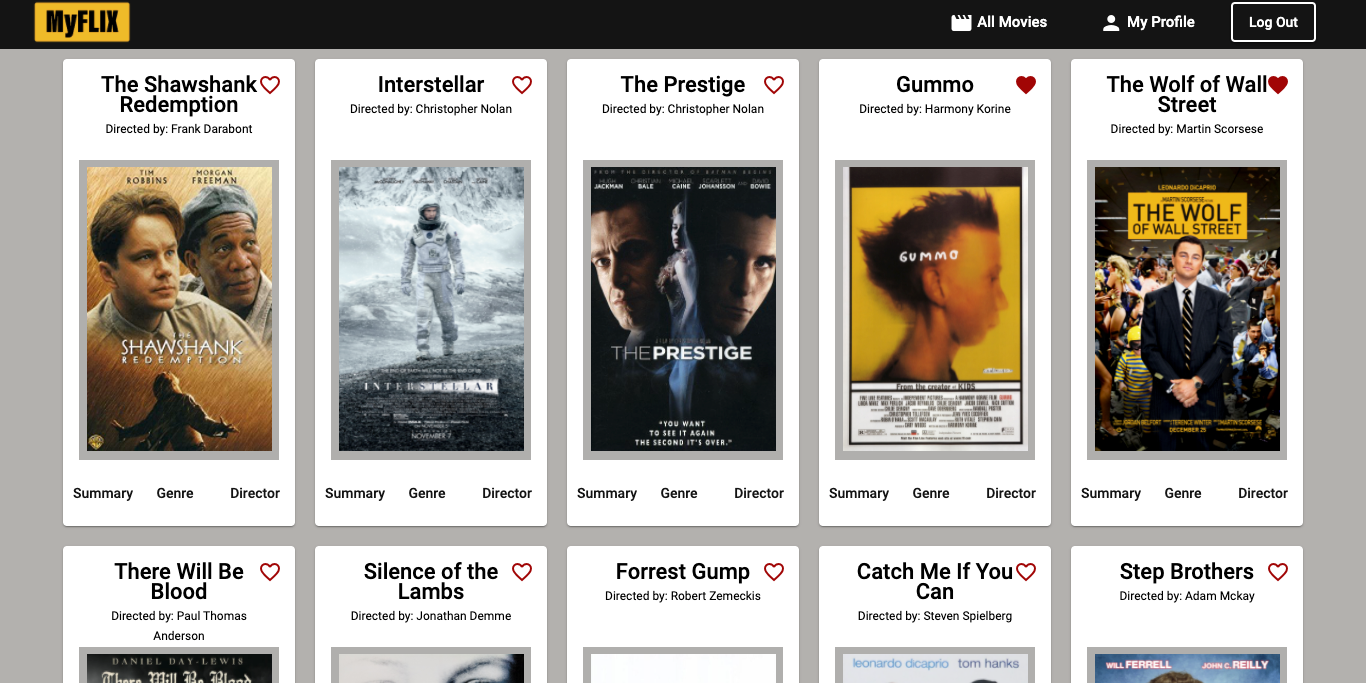 MyFLIX
All Movies
My Profile
Log Out
The Shawshank
Redemption
Directed by: Frank Darabont
TIM
ROBBINS
MORGAN
FREEMAN
THE
SHAWSHANK
REDEMPTION
Summary Genre Director
Interstellar
Directed by: Christopher Nolan
INTERSTELLAR
NOVEMBER 7
Summary Genre Director
The Prestige
Directed by: Christopher Nolan
FROM THE DIRECTOR OF BATMAN BEGINS
HUGH
JACKMAN
CHRISTIAN
BALE
MICHAEL
CAINE
SCARLETT
JOHANSSON
AND
DAVID
BOWIE
THE PRESTIGE
"YOU WANT
TO SEE IT AGAIN
THE SECOND IT'S OVER."
Summary Genre Director
Gummo
Directed by: Harmony Korine
GUMMO
From the creator of KIDS
Summary Genre Director
The Wolf of Wall
Street
Directed by: Martin Scorsese
LEONARDO DICAPRIO
A MARTIN SCORSESE
THE WOLF
OF WALL STREET
DECEMBER 25
Summary Genre Director
There Will Be
Blood
Directed by: Paul Thomas
Anderson
DANIEL DAY-LEWIS
There Will Be Blood
Silence of the
Lambs
Directed by: Jonathan Demme
Forrest Gump
Directed by: Robert Zemeckis
Catch Me If You
Can
Directed by: Steven Spielberg
leonardo dicaprio tom hanks
Step Brothers
Directed by: Adam Mckay
WILL FERRELL JOHN C. REILLY